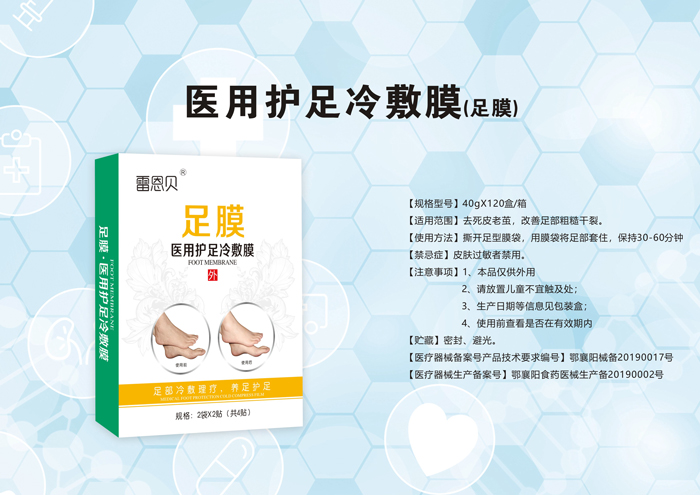 医用护足冷敷膜(足膜)
雷恩贝®
足膜
医用护足冷敷膜
FOOT MEMBRANE
外
使用前
使用后
足部冷敷理疗，养足护足
规格：2袋X2贴（共4贴）
足膜·医用护足冷敷膜
FOOT MEMBRANE
【规格型号】40gX120盒/箱
【适用范围】去死皮老茧，改善足部粗糙干裂。
【使用方法】撕开足型膜袋，用膜袋将足部套住，保持30-60分钟
【禁忌症】皮肤过敏者禁用。
【注意事项】1、本品仅供外用
2、请放置儿童不宜触及处；
3、生产日期等信息见包装盒；
4、使用前查看是否在有效期内
【贮藏】密封、避光。
【医疗器械备案号产品技术要求编号】鄂襄阳械备20190017号
【医疗器械生产备案号】鄂襄阳食药医械生产备20190002号